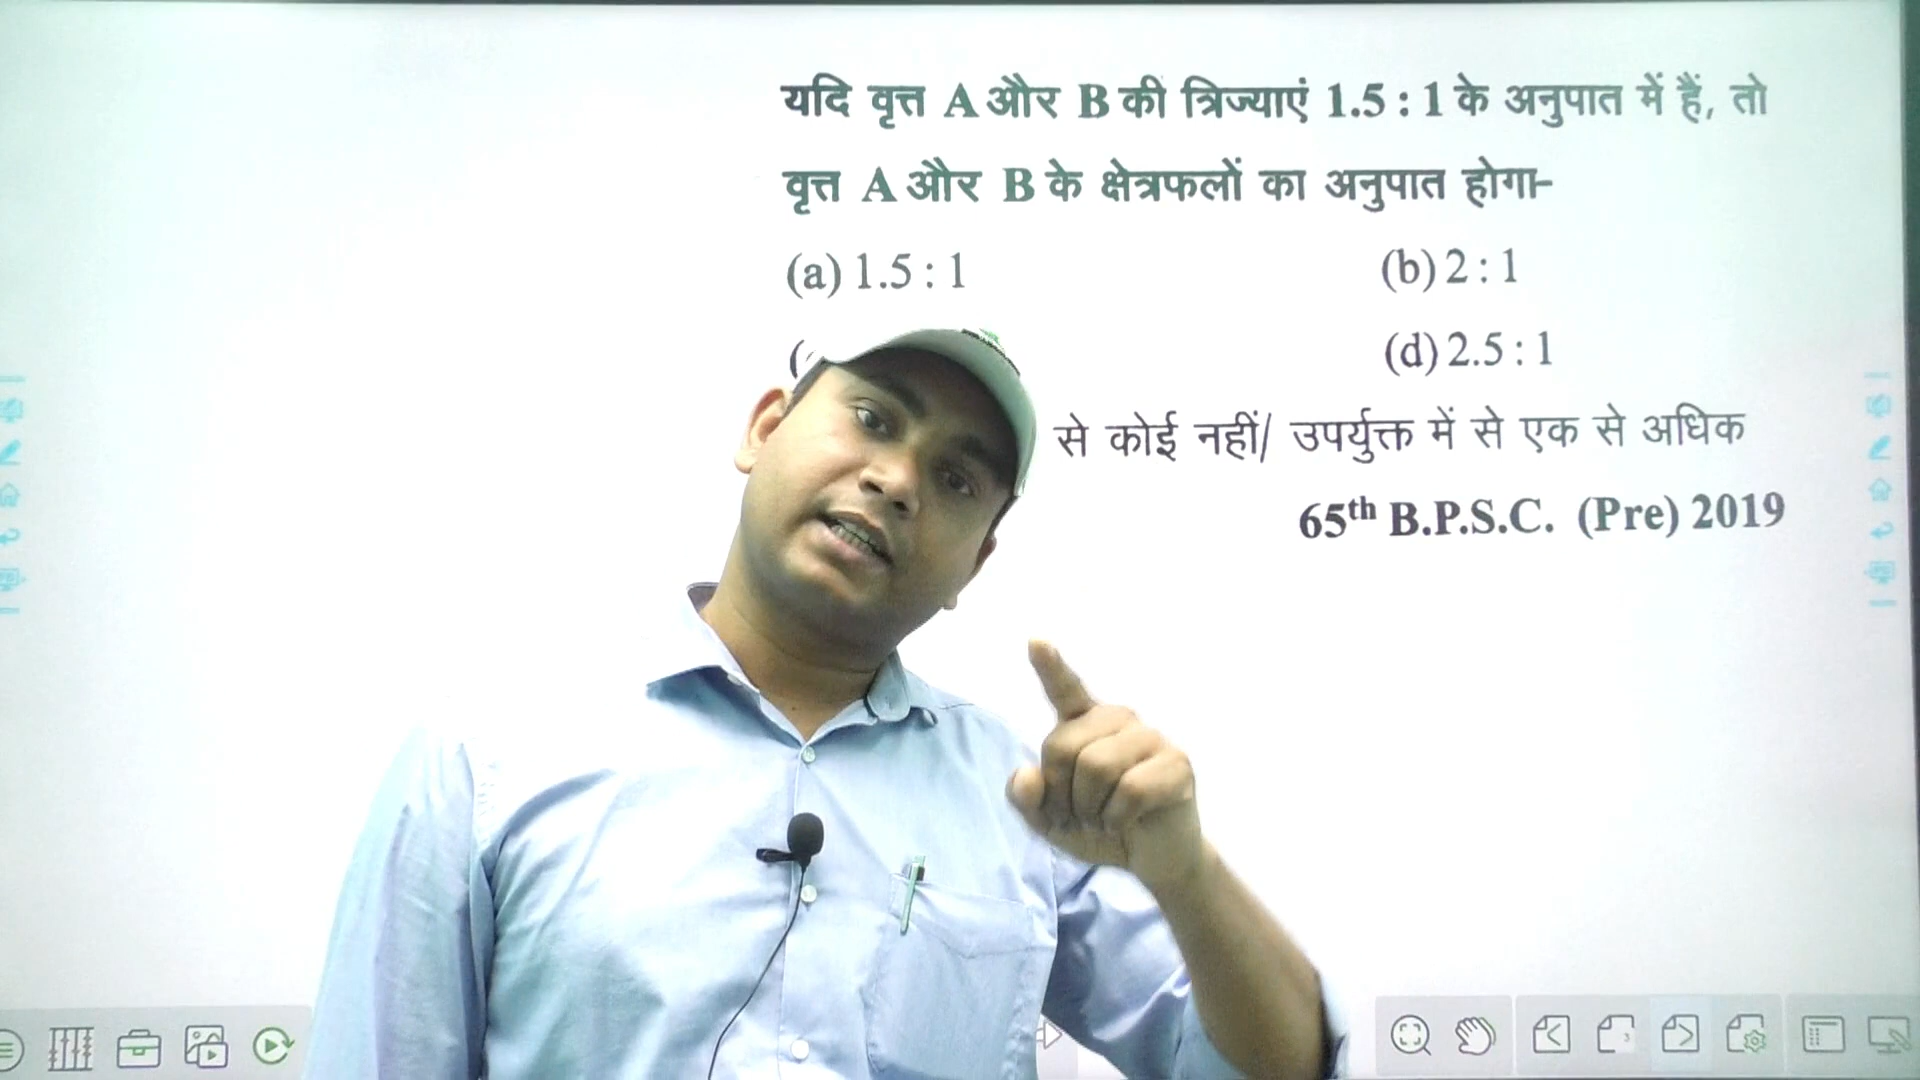 यदि वृत्त A और B की त्रिज्याएं 1.5 : 1 के अनुपात में हैं, तो
वृत्त A और B के क्षेत्रफलों का अनुपात होगा-
(a) 1.5 : 1 (b) 2 : 1
(d) 2.5 : 1
से कोई नहीं/ उपर्युक्त में से एक से अधिक
65th B.P.S.C. (Pre) 2019